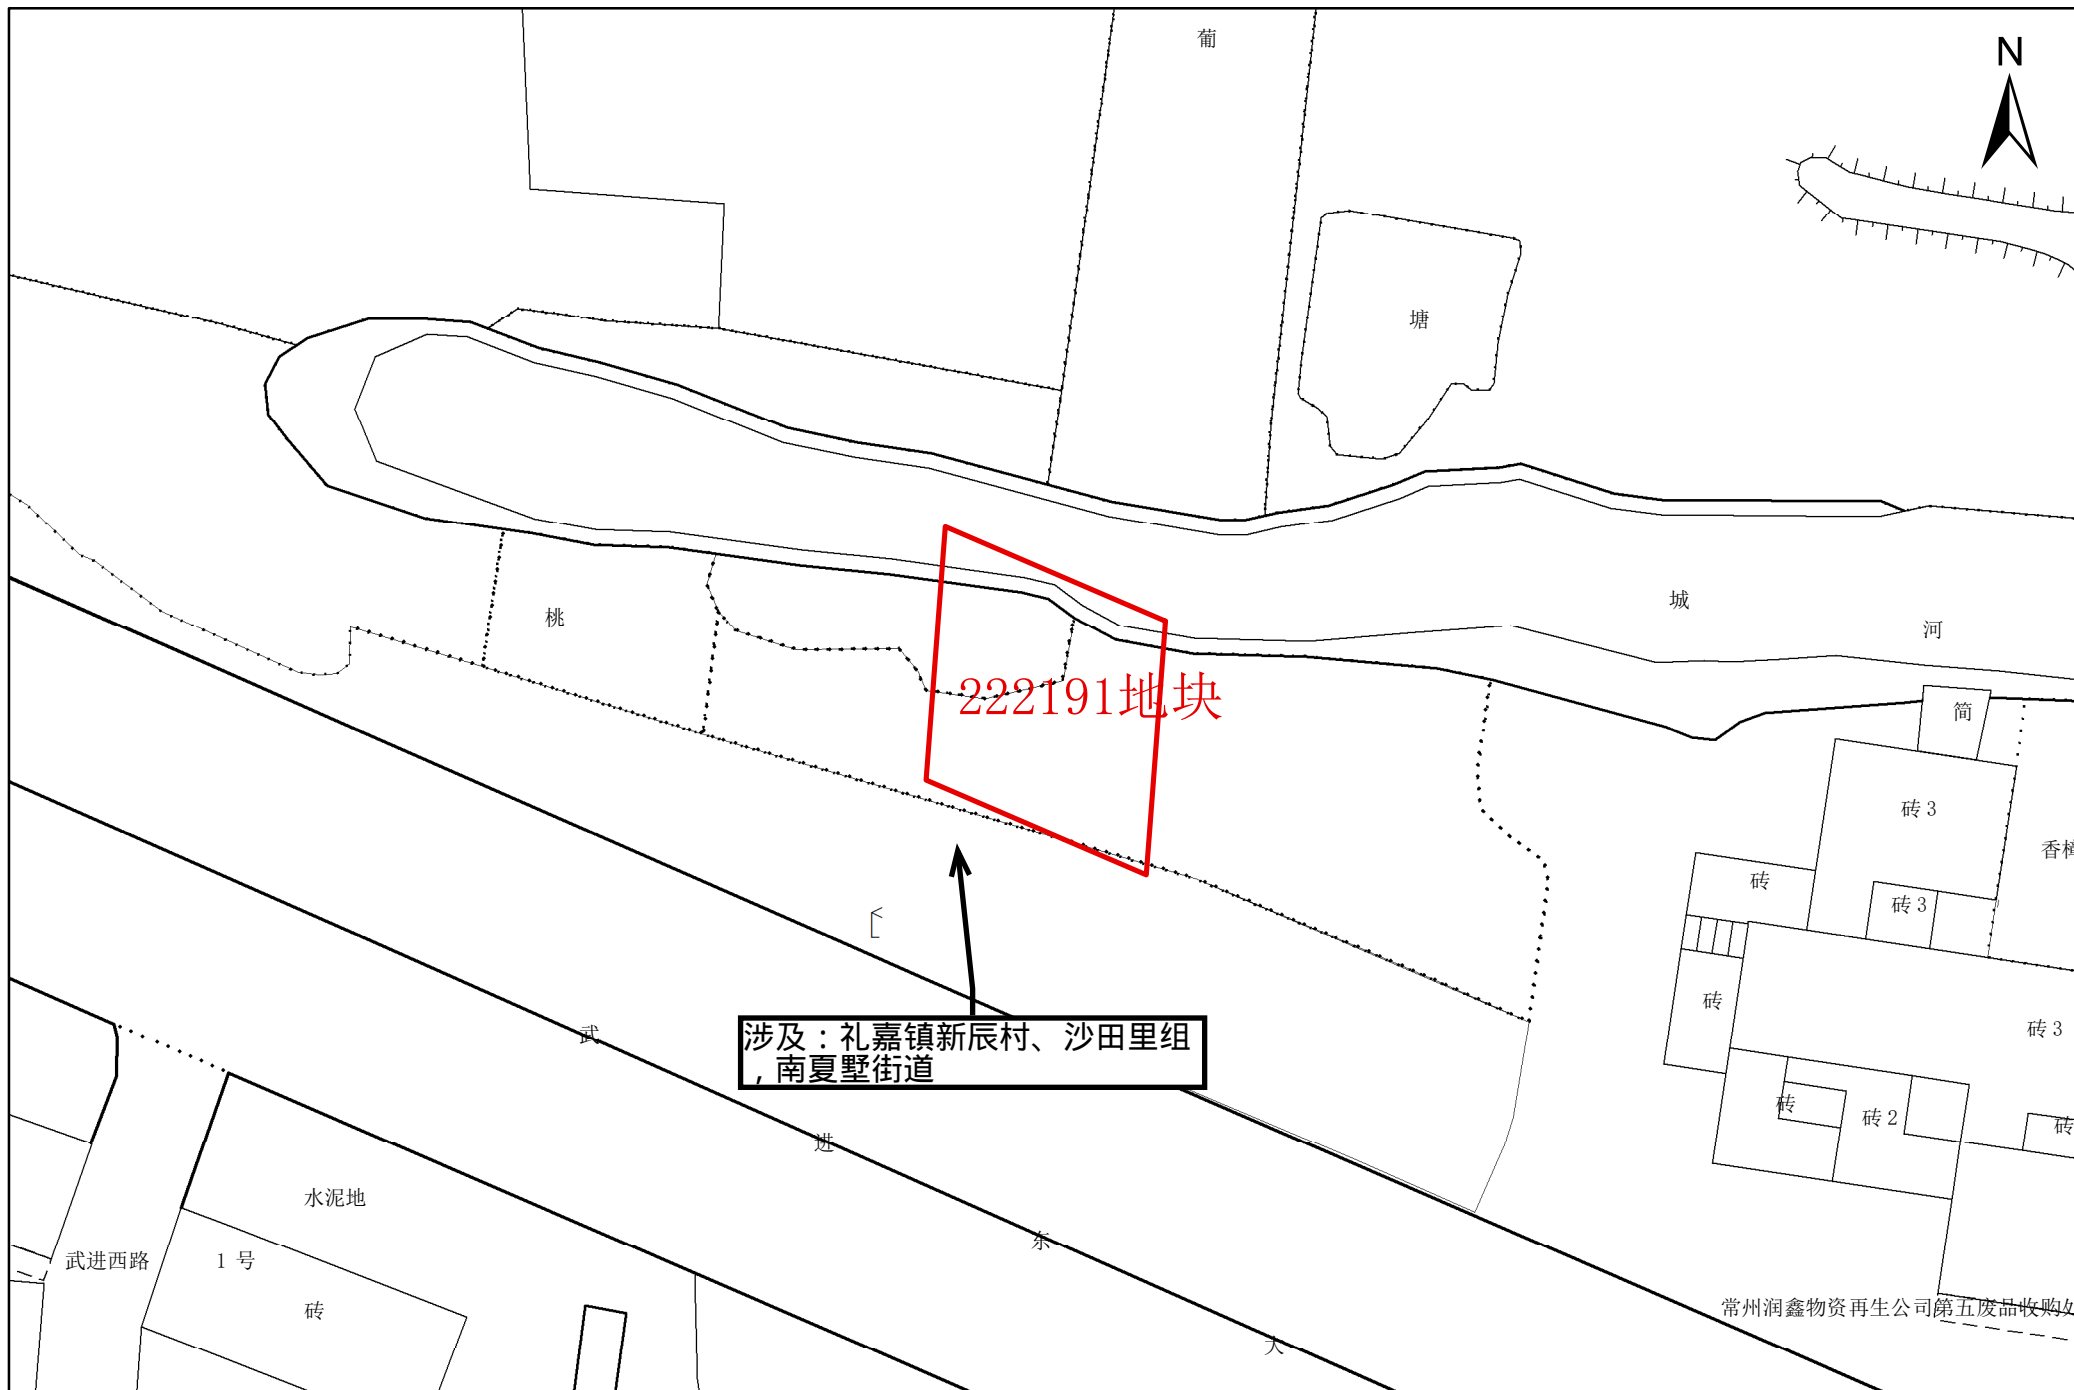 葡
N
塘
桃
城
河
222191地块
简
砖 3
香樟
砖
砖 3
砖
武
涉及：礼嘉镇新辰村、沙田里组
，南夏墅街道
砖 3
砖
砖 2
砖
进
水泥地
东
武进西路
1 号
砖
常州润鑫物资再生公司第五废品收购处
大